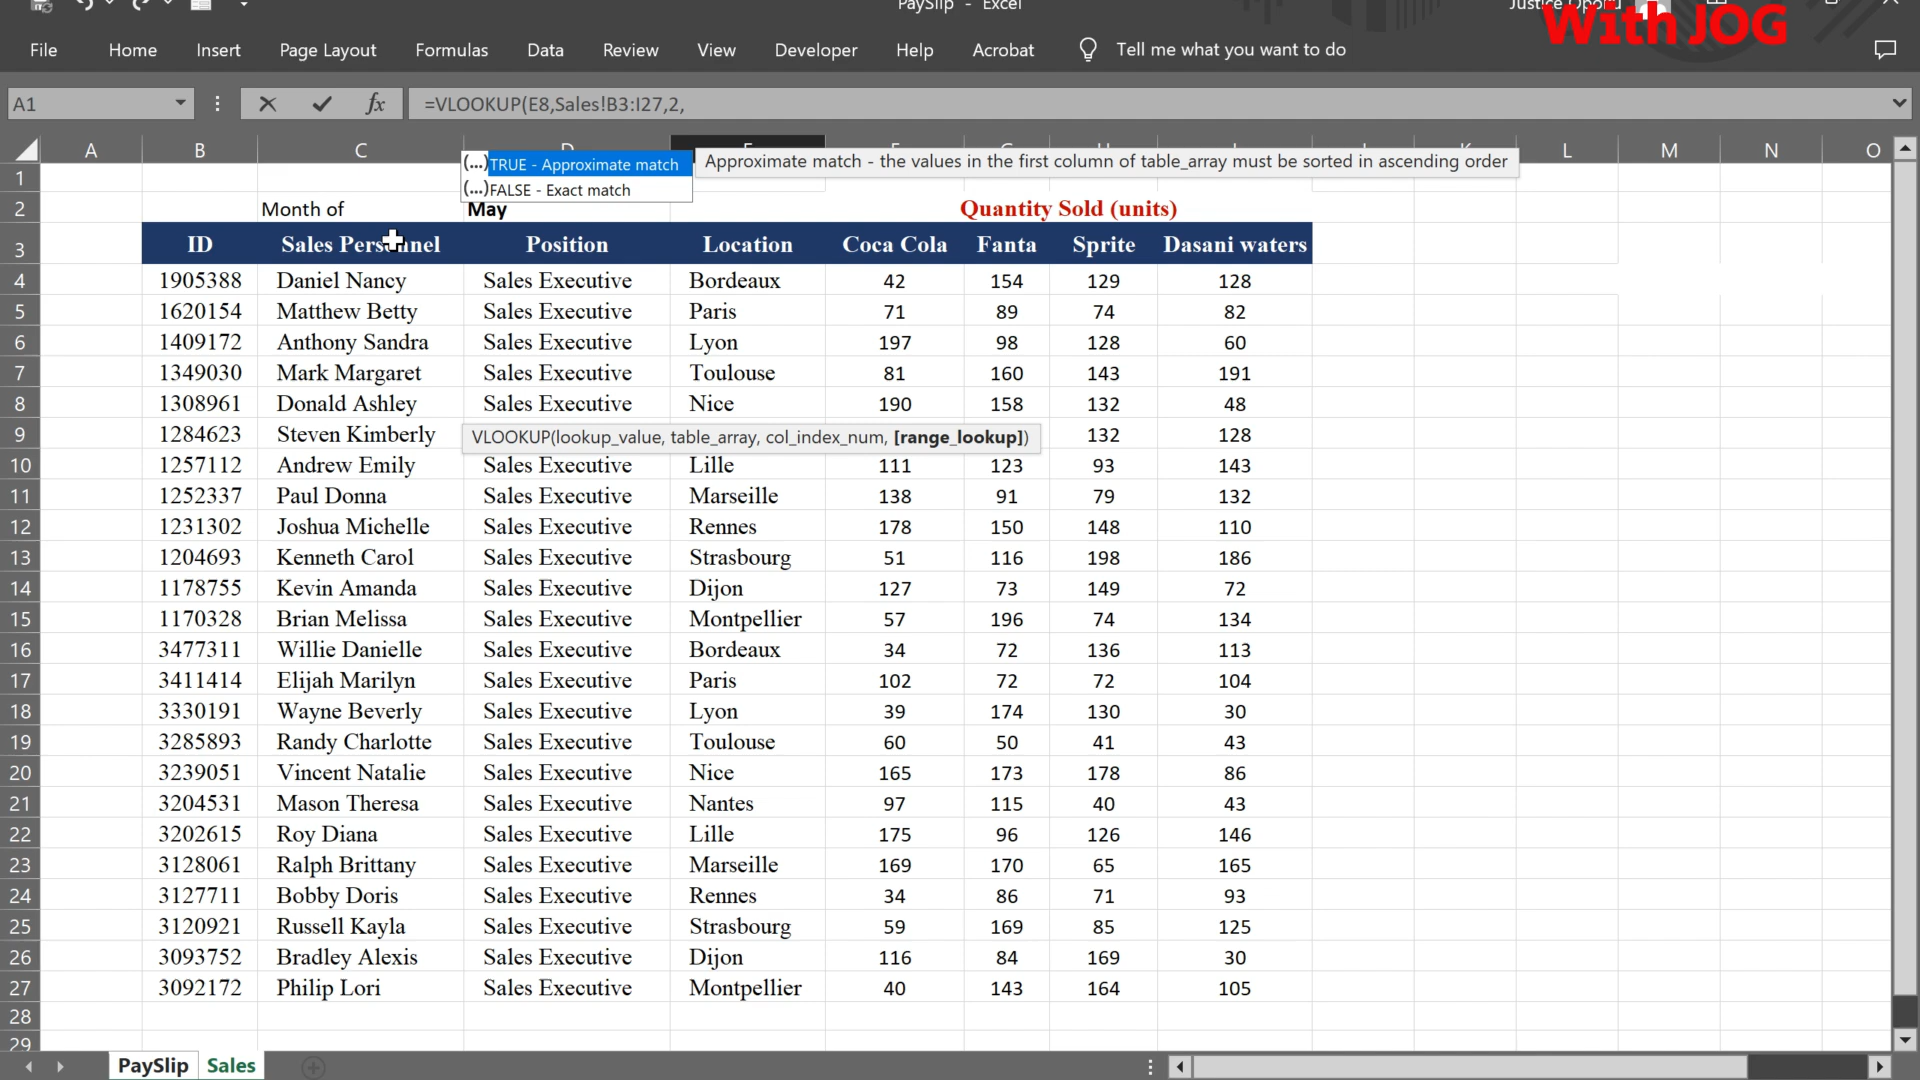 PaySlip - Excel
With JOG
File Home Insert Page Layout Formulas Data Review View Developer Help Acrobat Tell me what you want to do
A1 fx =VLOOKUP(E8,Sales!B3:I27,2,
A B C L M N O
(...)TRUE - Approximate match Approximate match - the values in the first column of table_array must be sorted in ascending order
(...)FALSE - Exact match
1
2 Month of May Quantity Sold (units)
3 ID Sales Personnel Position Location Coca Cola Fanta Sprite Dasani waters
4 1905388 Daniel Nancy Sales Executive Bordeaux 42 154 129 128
5 1620154 Matthew Betty Sales Executive Paris 71 89 74 82
6 1409172 Anthony Sandra Sales Executive Lyon 197 98 128 60
7 1349030 Mark Margaret Sales Executive Toulouse 81 160 143 191
8 1308961 Donald Ashley Sales Executive Nice 190 158 132 48
9 1284623 Steven Kimberly VLOOKUP(lookup_value, table_array, col_index_num, [range_lookup]) 132 128
10 1257112 Andrew Emily Sales Executive Lille 111 123 93 143
11 1252337 Paul Donna Sales Executive Marseille 138 91 79 132
12 1231302 Joshua Michelle Sales Executive Rennes 178 150 148 110
13 1204693 Kenneth Carol Sales Executive Strasbourg 51 116 198 186
14 1178755 Kevin Amanda Sales Executive Dijon 127 73 149 72
15 1170328 Brian Melissa Sales Executive Montpellier 57 196 74 134
16 3477311 Willie Danielle Sales Executive Bordeaux 34 72 136 113
17 3411414 Elijah Marilyn Sales Executive Paris 102 72 72 104
18 3330191 Wayne Beverly Sales Executive Lyon 39 174 130 30
19 3285893 Randy Charlotte Sales Executive Toulouse 60 50 41 43
20 3239051 Vincent Natalie Sales Executive Nice 165 173 178 86
21 3204531 Mason Theresa Sales Executive Nantes 97 115 40 43
22 3202615 Roy Diana Sales Executive Lille 175 96 126 146
23 3128061 Ralph Brittany Sales Executive Marseille 169 170 65 165
24 3127711 Bobby Doris Sales Executive Rennes 34 86 71 93
25 3120921 Russell Kayla Sales Executive Strasbourg 59 169 85 125
26 3093752 Bradley Alexis Sales Executive Dijon 116 84 169 30
27 3092172 Philip Lori Sales Executive Montpellier 40 143 164 105
28
29
PaySlip Sales